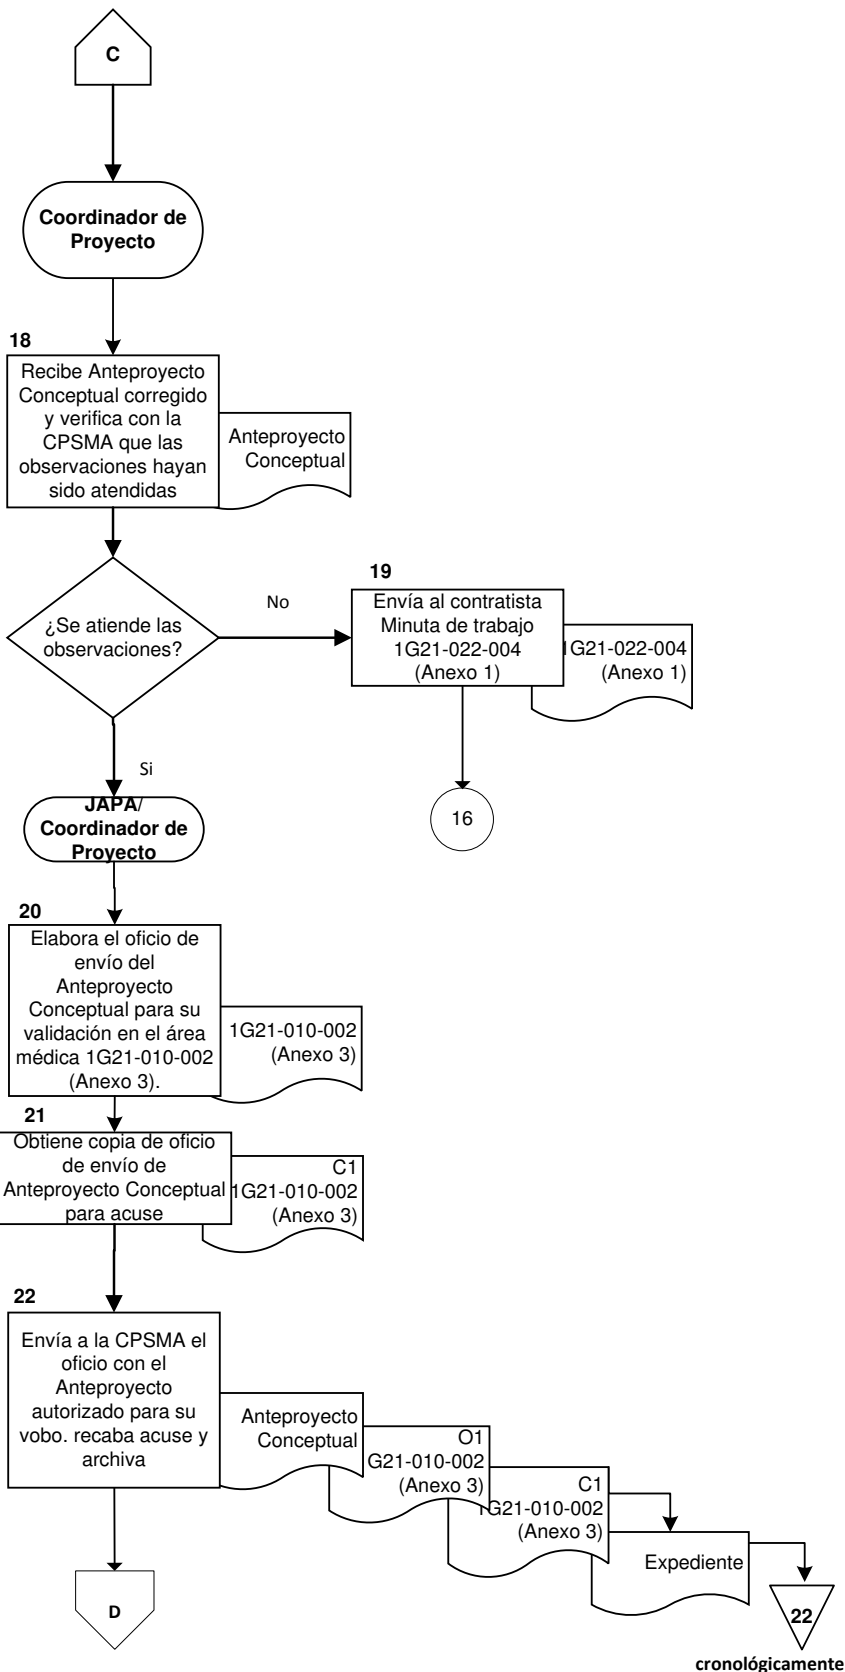 C
Coordinador de
Proyecto
18
Recibe Anteproyecto
Conceptual corregido
y verifica con la
CPSMA que las
observaciones hayan
sido atendidas
Anteproyecto
Conceptual
¿Se atiende las
observaciones?
No
19
Envía al contratista
Minuta de trabajo
1G21-022-004
(Anexo 1)
1G21-022-004
(Anexo 1)
16
Si
JAPA/
Coordinador de
Proyecto
20
Elabora el oficio de
envío del
Anteproyecto
Conceptual para su
validación en el área
médica 1G21-010-002
(Anexo 3).
1G21-010-002
(Anexo 3)
21
Obtiene copia de oficio
de envío de
Anteproyecto Conceptual
para acuse
C1
1G21-010-002
(Anexo 3)
22
Envía a la CPSMA el
oficio con el
Anteproyecto
autorizado para su
vobo. recaba acuse y
archiva
Anteproyecto
Conceptual
O1
G21-010-002
(Anexo 3)
C1
1G21-010-002
(Anexo 3)
Expediente
22
cronológicamente
D